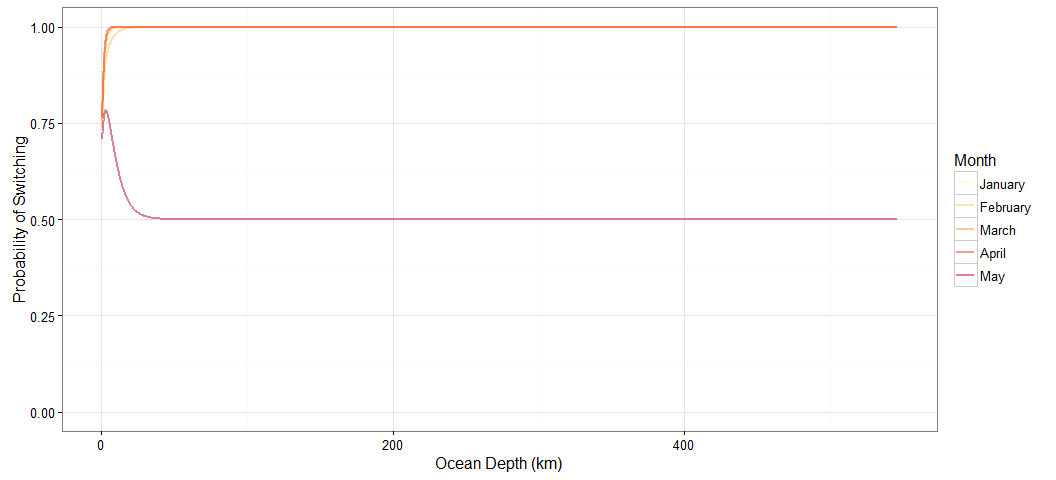 1.00
0.75
0.50
0.25
0.00
Probability of Switching
0
200
400
Ocean Depth (km)
Month
January
February
March
April
May